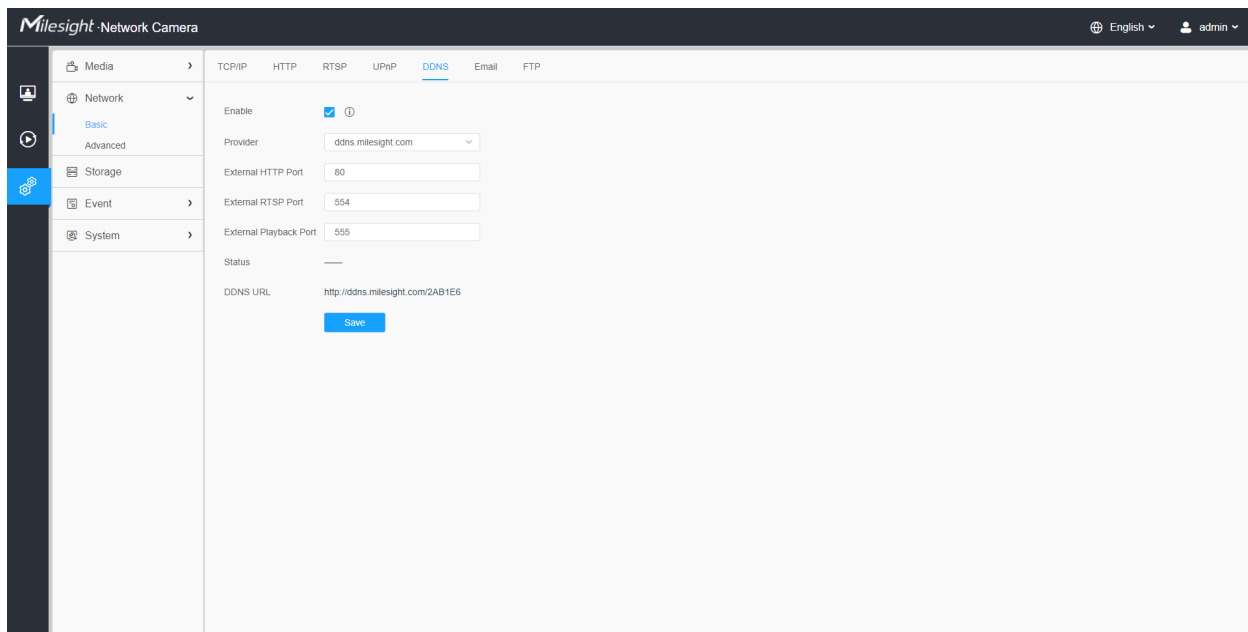 Milesight ·Network Camera
English
admin
Media
Network
Basic
Advanced
Storage
Event
System
TCP/IP HTTP RTSP UPnP DDNS Email FTP
Enable
Provider ddns.milesight.com
External HTTP Port 80
External RTSP Port 554
External Playback Port 555
Status —
DDNS URL http://ddns.milesight.com/2AB1E6
Save